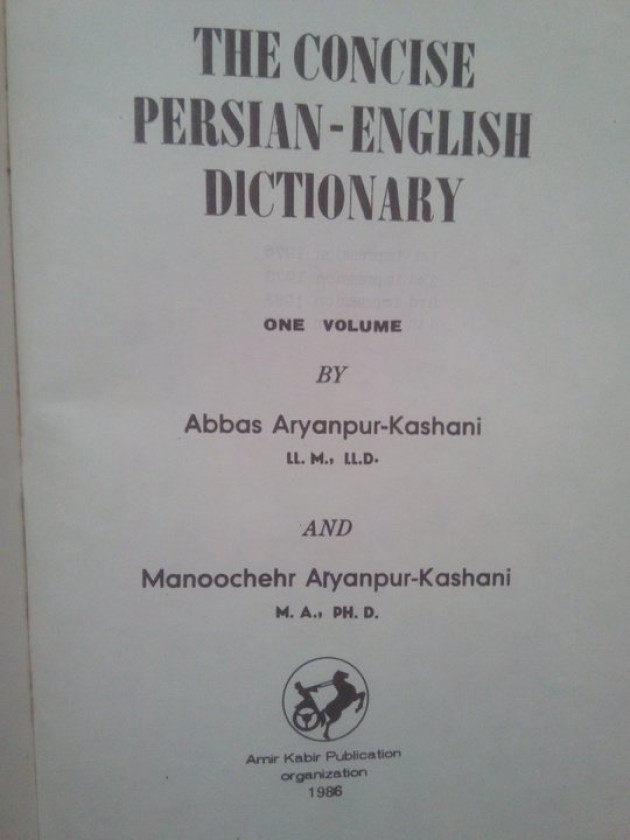 THE CONCISE
PERSIAN-ENGLISH
DICTIONARY
ONE VOLUME
BY
Abbas Aryanpur-Kashani
LL. M., LL.D.
AND
Manoochehr Aryanpur-Kashani
M. A., PH. D.
Amir Kabir Publication
organization
1986